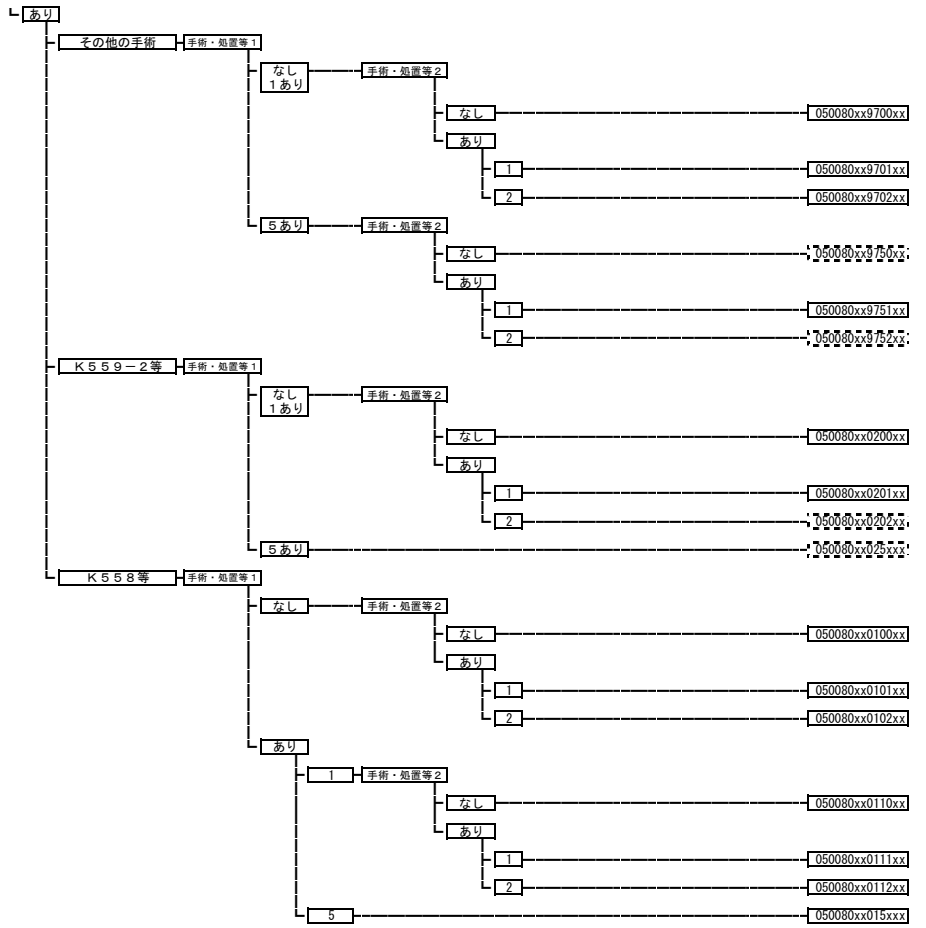 あり
その他の手術 手術・処置等1
なし 手術・処置等2
1あり
なし 050080xx9700xx
あり
1 050080xx9701xx
2 050080xx9702xx
5あり 手術・処置等2
なし 050080xx9750xx
あり
1 050080xx9751xx
2 050080xx9752xx
K559-2等 手術・処置等1
なし 手術・処置等2
1あり
なし 050080xx0200xx
あり
1 050080xx0201xx
2 050080xx0202xx
5あり 050080xx025xxx
K558等 手術・処置等1
なし 手術・処置等2
なし 050080xx0100xx
あり
1 050080xx0101xx
2 050080xx0102xx
あり
1 手術・処置等2
なし 050080xx0110xx
あり
1 050080xx0111xx
2 050080xx0112xx
5 050080xx015xxx